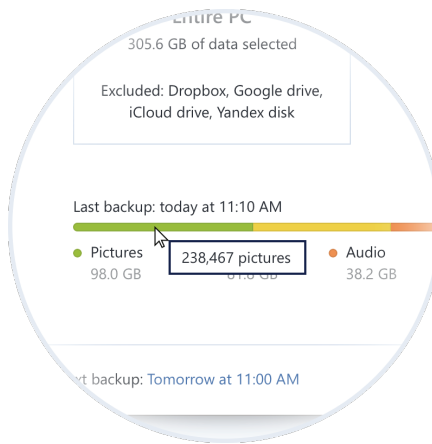 Entire PC
305.6 GB of data selected
Excluded: Dropbox, Google drive,
iCloud drive, Yandex disk
Last backup: today at 11:10 AM
Pictures
238,467 pictures
Audio
98.0 GB
38.2 GB
backup: Tomorrow at 11:00 AM